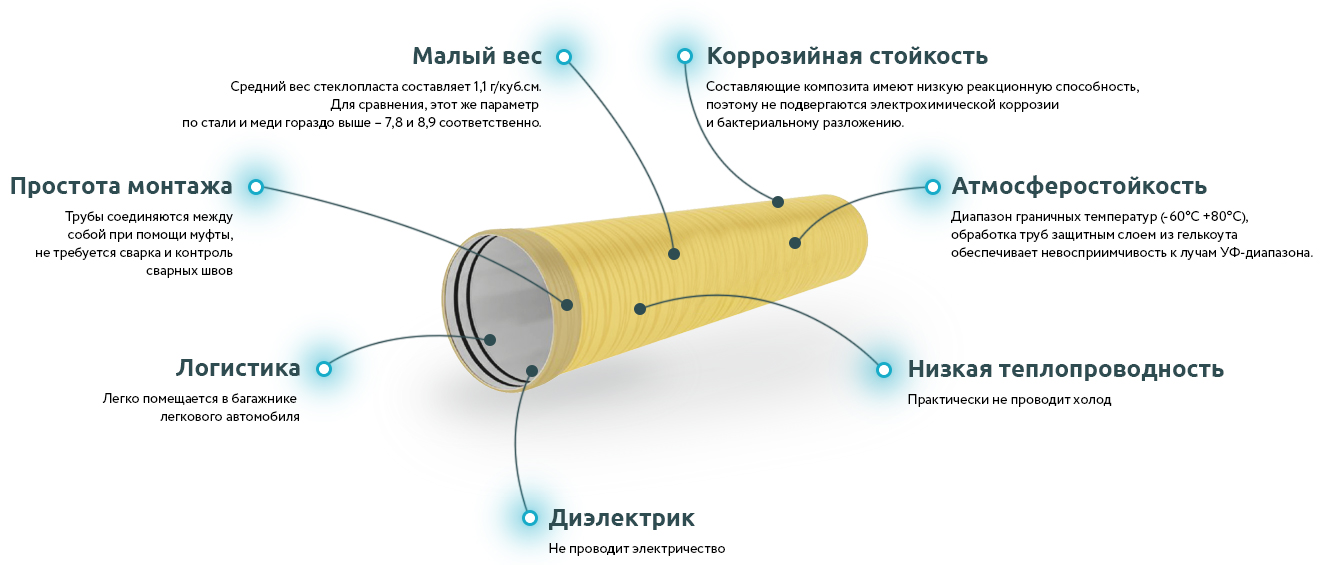 Малый вес
Средний вес стеклопласта составляет 1,1 г/куб.см.
Для сравнения, этот же параметр
по стали и меди гораздо выше – 7,8 и 8,9 соответственно.
Коррозийная стойкость
Составляющие композита имеют низкую реакционную способность,
поэтому не подвергаются электрохимической коррозии
и бактериальному разложению.
Простота монтажа
Трубы соединяются между
собой при помощи муфты,
не требуется сварка и контроль
сварных швов
Атмосферостойкость
Диапазон граничных температур (-60°C +80°C),
обработка труб защитным слоем из гелькоута
обеспечивает невосприимчивость к лучам УФ-диапазона.
Логистика
Легко помещается в багажнике
легкового автомобиля
Низкая теплопроводность
Практически не проводит холод
Диэлектрик
Не проводит электричество